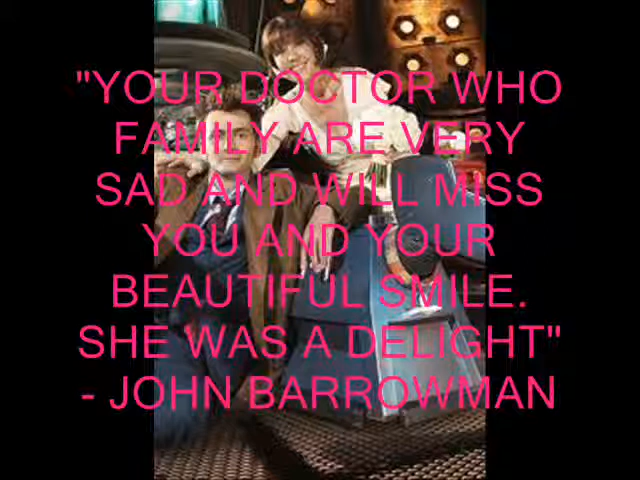 "YOUR DOCTOR WHO
FAMILY ARE VERY
SAD AND WILL MISS
YOU AND YOUR
BEAUTIFUL SMILE.
SHE WAS A DELIGHT"
- JOHN BARROWMAN